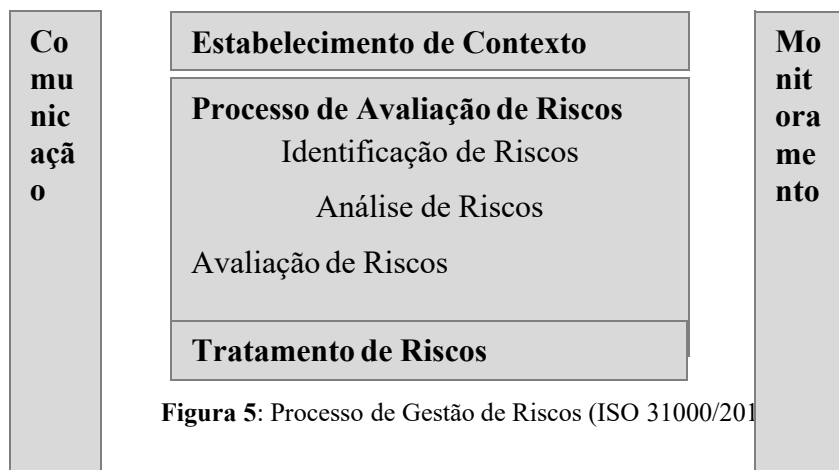 Co
mu
nic
açã
o
Estabelecimento de Contexto
Processo de Avaliação de Riscos
Identificação de Riscos
Análise de Riscos
Avaliação de Riscos
Tratamento de Riscos
Mo
nit
ora
me
nto
Figura 5: Processo de Gestão de Riscos (ISO 31000/201